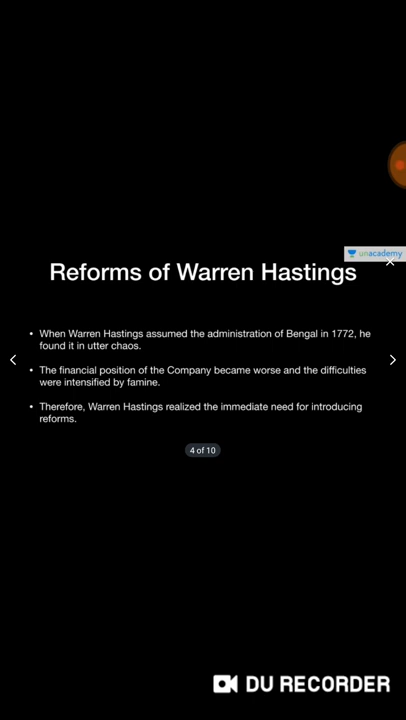 unacademy
Reforms of Warren Hastings
• When Warren Hastings assumed the administration of Bengal in 1772, he
found it in utter chaos.
• The financial position of the Company became worse and the difficulties
were intensified by famine.
• Therefore, Warren Hastings realized the immediate need for introducing
reforms.
4 of 10
DU RECORDER